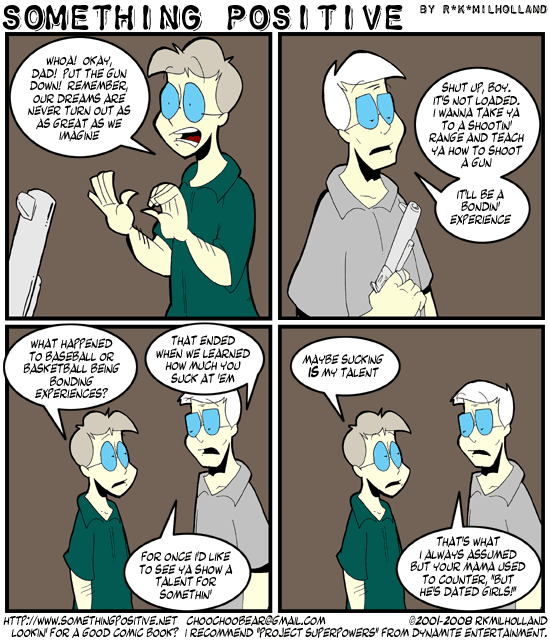 SOMETHING POSITIVE BY R*K*MILHOLLAND
WHOA! OKAY,
DAD! PUT THE GUN
DOWN! REMEMBER,
OUR DREAMS ARE
NEVER TURN OUT AS
AS GREAT AS WE
IMAGINE
SHUT UP, BOY.
IT'S NOT LOADED.
I WANNA TAKE YA
TO A SHOOTIN'
RANGE AND TEACH
YA HOW TO SHOOT
A GUN
IT'LL BE A
BONDIN'
EXPERIENCE
WHAT HAPPENED
TO BASEBALL OR
BASKETBALL BEING
BONDING
EXPERIENCES?
THAT ENDED
WHEN WE LEARNED
HOW MUCH YOU
SUCK AT 'EM
FOR ONCE I'D LIKE
TO SEE YA SHOW A
TALENT FOR
SOMETHIN'
MAYBE SUCKING
IS MY TALENT
THAT'S WHAT
I ALWAYS ASSUMED
BUT YOUR MAMA USED
TO COUNTER, "BUT
HE'S DATED GIRLS!"
HTTP://WWW.SOMETHINGPOSITIVE.NET CHOOCHOOBEAR@GMAIL.COM ©2001-2008 RKMILHOLLAND
LOOKIN' FOR A GOOD COMIC BOOK? I RECOMMEND "PROJECT SUPERPOWERS" FROM DYNAMITE ENTERTAINMENT